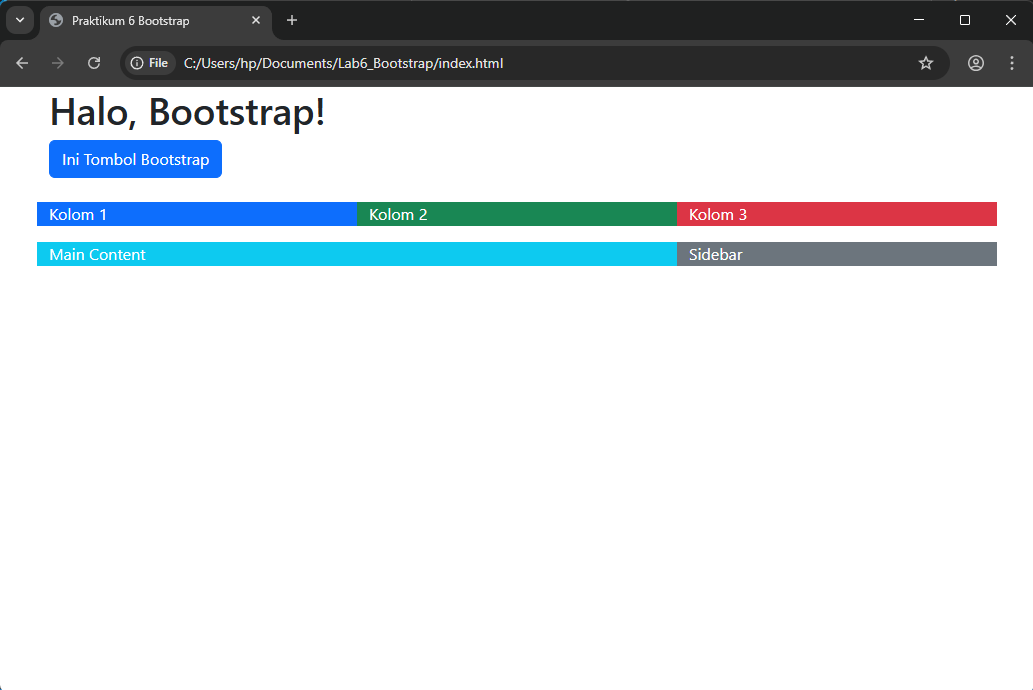 Praktikum 6 Bootstrap
File C:/Users/hp/Documents/Lab6_Bootstrap/index.html
Halo, Bootstrap!
Ini Tombol Bootstrap
Kolom 1 Kolom 2 Kolom 3
Main Content Sidebar